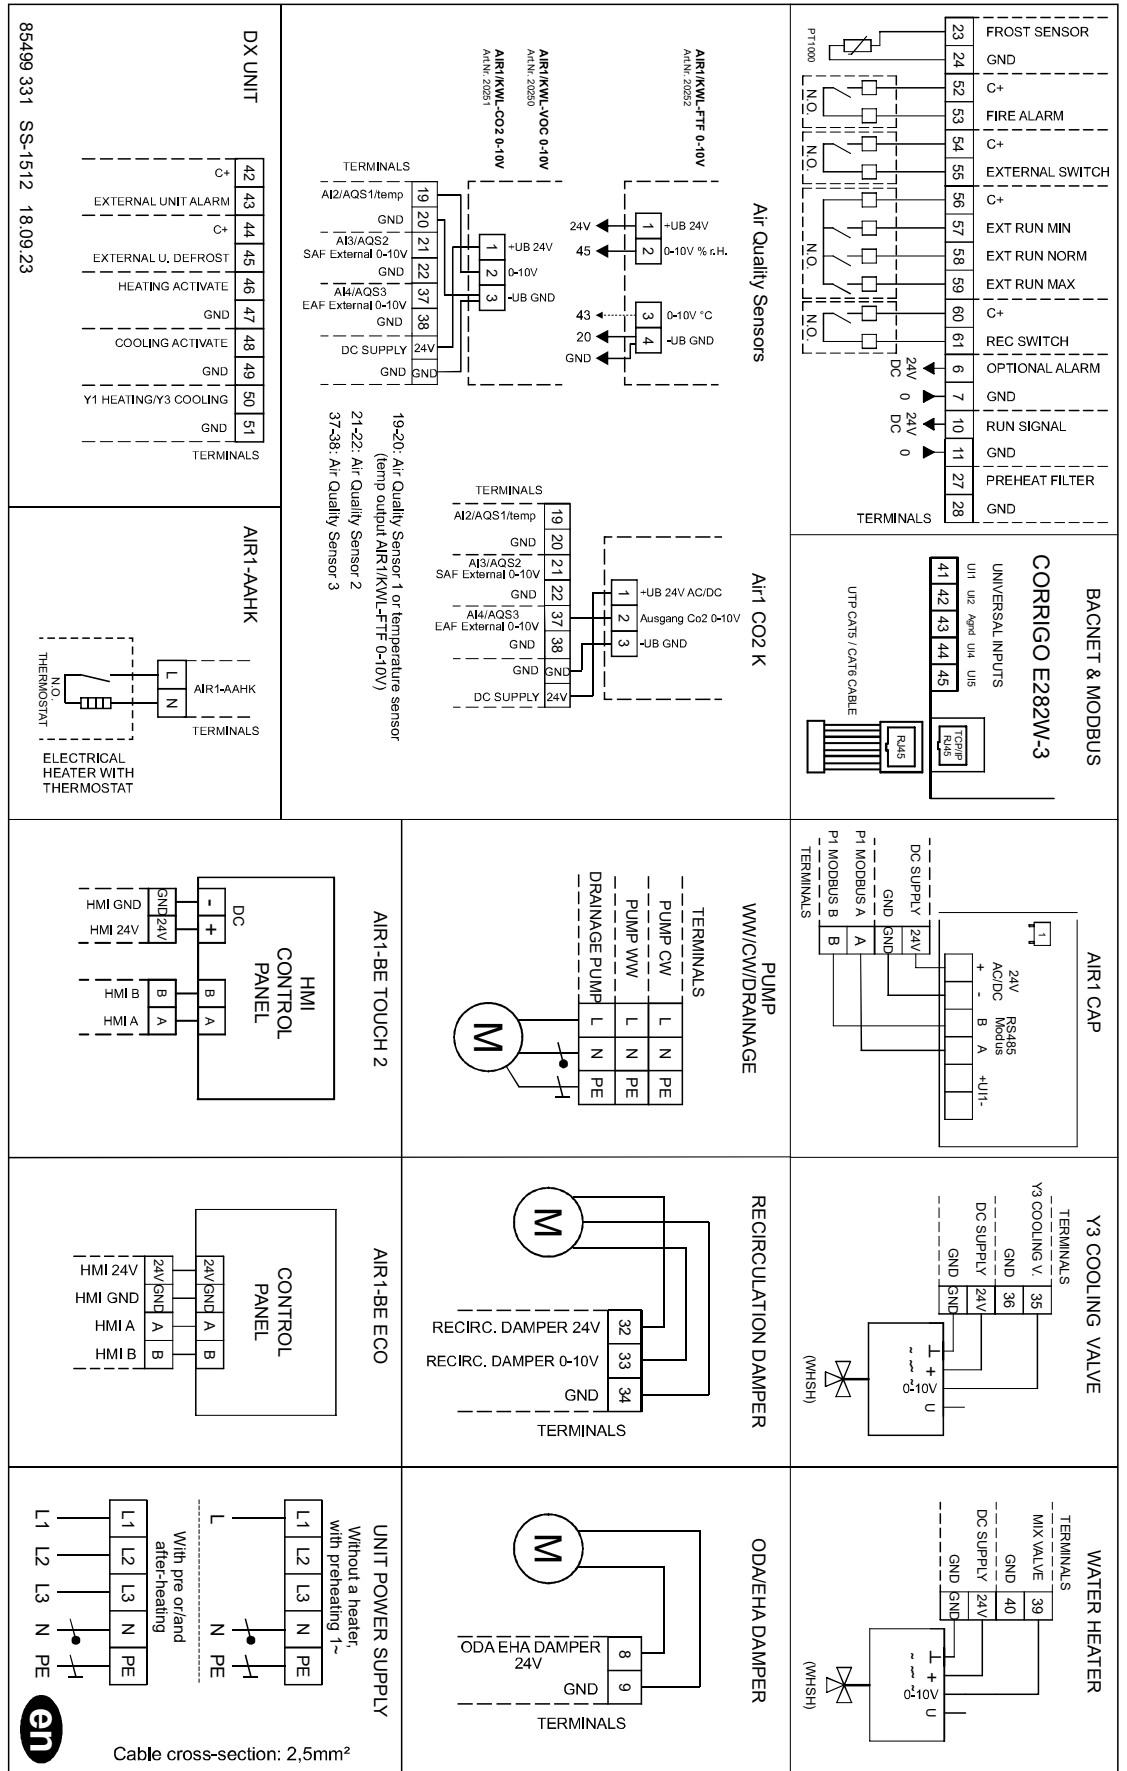 23 FROST SENSOR
24 GND
52 C+
53 FIRE ALARM
54 C+
55 EXTERNAL SWITCH
56 C+
57 EXT RUN MIN
58 EXT RUN NORM
59 EXT RUN MAX
60 C+
61 REC SWITCH
6 OPTIONAL ALARM
7 GND
10 RUN SIGNAL
11 GND
27 PREHEAT FILTER
28 GND
TERMINALS
PT1000
N.O.
N.O.
N.O.
N.O.
24V
DC
0
24V
DC
0
BACNET & MODBUS
CORRIGO E282W-3
UNIVERSAL INPUTS
UI1 UI2 Agnd UI4 UI5
41 42 43 44 45
TCP/IP
RJ45
RJ45
UTP CAT5 / CAT6 CABLE
AIR1 CAP
1
24V
AC/DC
RS485
Modus
+ - B A +UI1-
DC SUPPLY 24V
GND GND
P1 MODBUS A A
P1 MODBUS B B
TERMINALS
Y3 COOLING VALVE
TERMINALS
Y3 COOLING V. 35
GND 36
DC SUPPLY 24V
GND GND
⊥ + 0-10V U
~ ~ ~
(WHSH)
WATER HEATER
TERMINALS
MIX VALVE 39
GND 40
DC SUPPLY 24V
GND GND
⊥ + 0-10V U
~ ~ ~
(WHSH)
Air Quality Sensors
AIR1/KWL-FTF 0-10V
Art.Nr. 20252
1 +UB 24V
2 0-10V % r.H.
3 0-10V °C
4 -UB GND
24V
45
43
20
GND
AIR1/KWL-VOC 0-10V
Art.Nr. 20250
AIR1/KWL-CO2 0-10V
Art.Nr. 20251
1 +UB 24V
2 0-10V
3 -UB GND
TERMINALS
AI2/AQS1/temp 19
GND 20
AI3/AQS2
SAF External 0-10V 21
GND 22
AI4/AQS3
EAF External 0-10V 37
GND 38
DC SUPPLY 24V
GND GND
19-20: Air Quality Sensor 1 or temperature sensor
(temp output AIR1/KWL-FTF 0-10V)
21-22: Air Quality Sensor 2
37-38: Air Quality Sensor 3
Air1 CO2 K
TERMINALS
AI2/AQS1/temp 19
GND 20
AI3/AQS2
SAF External 0-10V 21
GND 22
AI4/AQS3
EAF External 0-10V 37
GND 38
GND GND
DC SUPPLY 24V
1 +UB 24V AC/DC
2 Ausgang Co2 0-10V
3 -UB GND
PUMP
WW/CW/DRAINAGE
TERMINALS
PUMP CW L N PE
PUMP WW L N PE
DRAINAGE PUMP L N PE
M
RECIRCULATION DAMPER
M
RECIRC. DAMPER 24V 32
RECIRC. DAMPER 0-10V 33
GND 34
TERMINALS
ODA/EHA DAMPER
M
ODA EHA DAMPER
24V 8
GND 9
TERMINALS
DX UNIT
C+ 42
EXTERNAL UNIT ALARM 43
C+ 44
EXTERNAL U. DEFROST 45
HEATING ACTIVATE 46
GND 47
COOLING ACTIVATE 48
GND 49
Y1 HEATING/Y3 COOLING 50
GND 51
TERMINALS
85499 331 SS-1512 18.09.23
AIR1-AAHK
L
N
AIR1-AAHK
TERMINALS
N.O.
THERMOSTAT
ELECTRICAL
HEATER WITH
THERMOSTAT
AIR1-BE TOUCH 2
HMI
CONTROL
PANEL
DC
- +
HMI GND GND
HMI 24V 24V
HMI B B B
HMI A A A
AIR1-BE ECO
CONTROL
PANEL
HMI 24V 24V 24V
HMI GND GND GND
HMI A A A
HMI B B B
UNIT POWER SUPPLY
Without a heater,
with preheating 1~
L1 L2 L3 N PE
L N PE
With pre or/and
after-heating
L1 L2 L3 N PE
L1 L2 L3 N PE
Cable cross-section: 2,5mm²
en